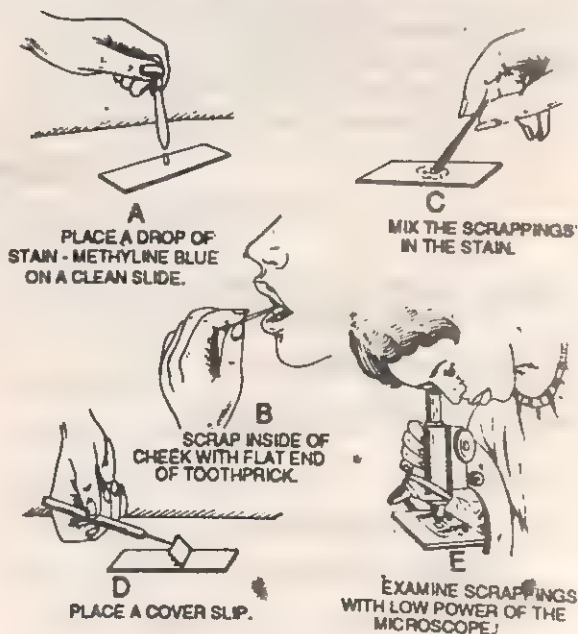 A
PLACE A DROP OF
STAIN - METHYLINE BLUE
ON A CLEAN SLIDE.
B
SCRAP INSIDE OF
CHEEK WITH FLAT END
OF TOOTHPRICK.
C
MIX THE SCRAPPINGS
IN THE STAIN.
D
PLACE A COVER SLIP.
E
EXAMINE SCRAPPINGS
WITH LOW POWER OF THE
MICROSCOPE.